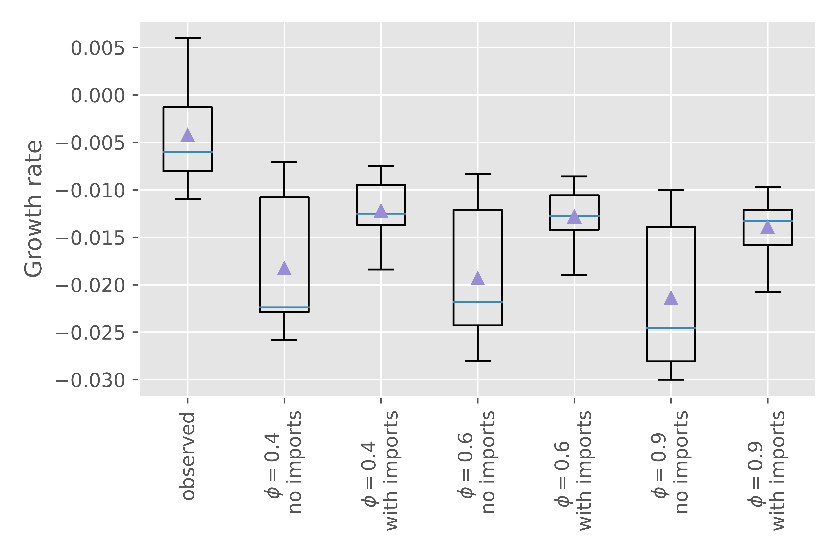 Growth rate
0.005
0.000
−0.005
−0.010
−0.015
−0.020
−0.025
−0.030
observed
ϕ = 0.4
no imports
ϕ = 0.4
with imports
ϕ = 0.6
no imports
ϕ = 0.6
with imports
ϕ = 0.9
no imports
ϕ = 0.9
with imports